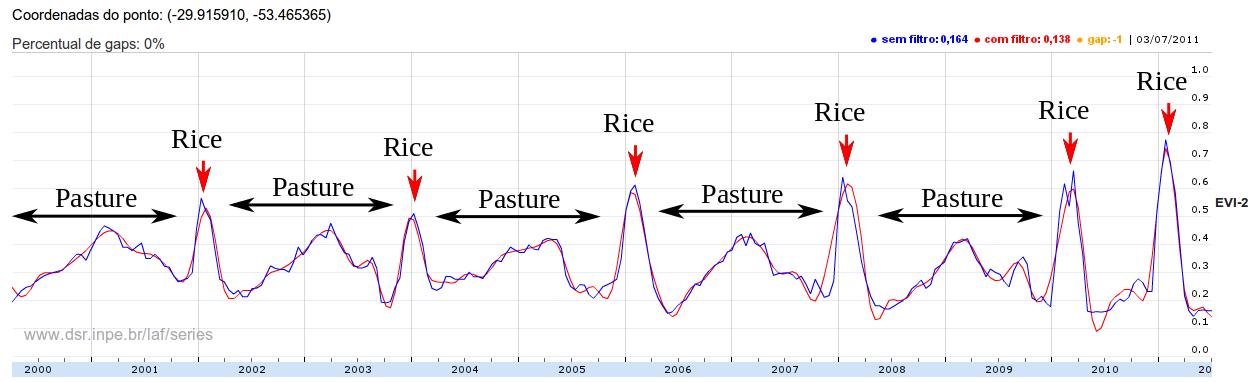 Coordenadas do ponto: (-29.915910, -53.465365)
Percentual de gaps: 0%
sem filtro: 0,164 com filtro: 0,138 gap: -1 | 03/07/2011
1.0
0.9
0.8
0.7
0.6
0.5
0.4
0.3
0.2
0.1
0.0
EVI-2
Rice
Rice
Rice
Rice
Rice
Rice
Pasture
Pasture
Pasture
Pasture
Pasture
www.dsr.inpe.br/laf/series
2000 2001 2002 2003 2004 2005 2006 2007 2008 2009 2010 20